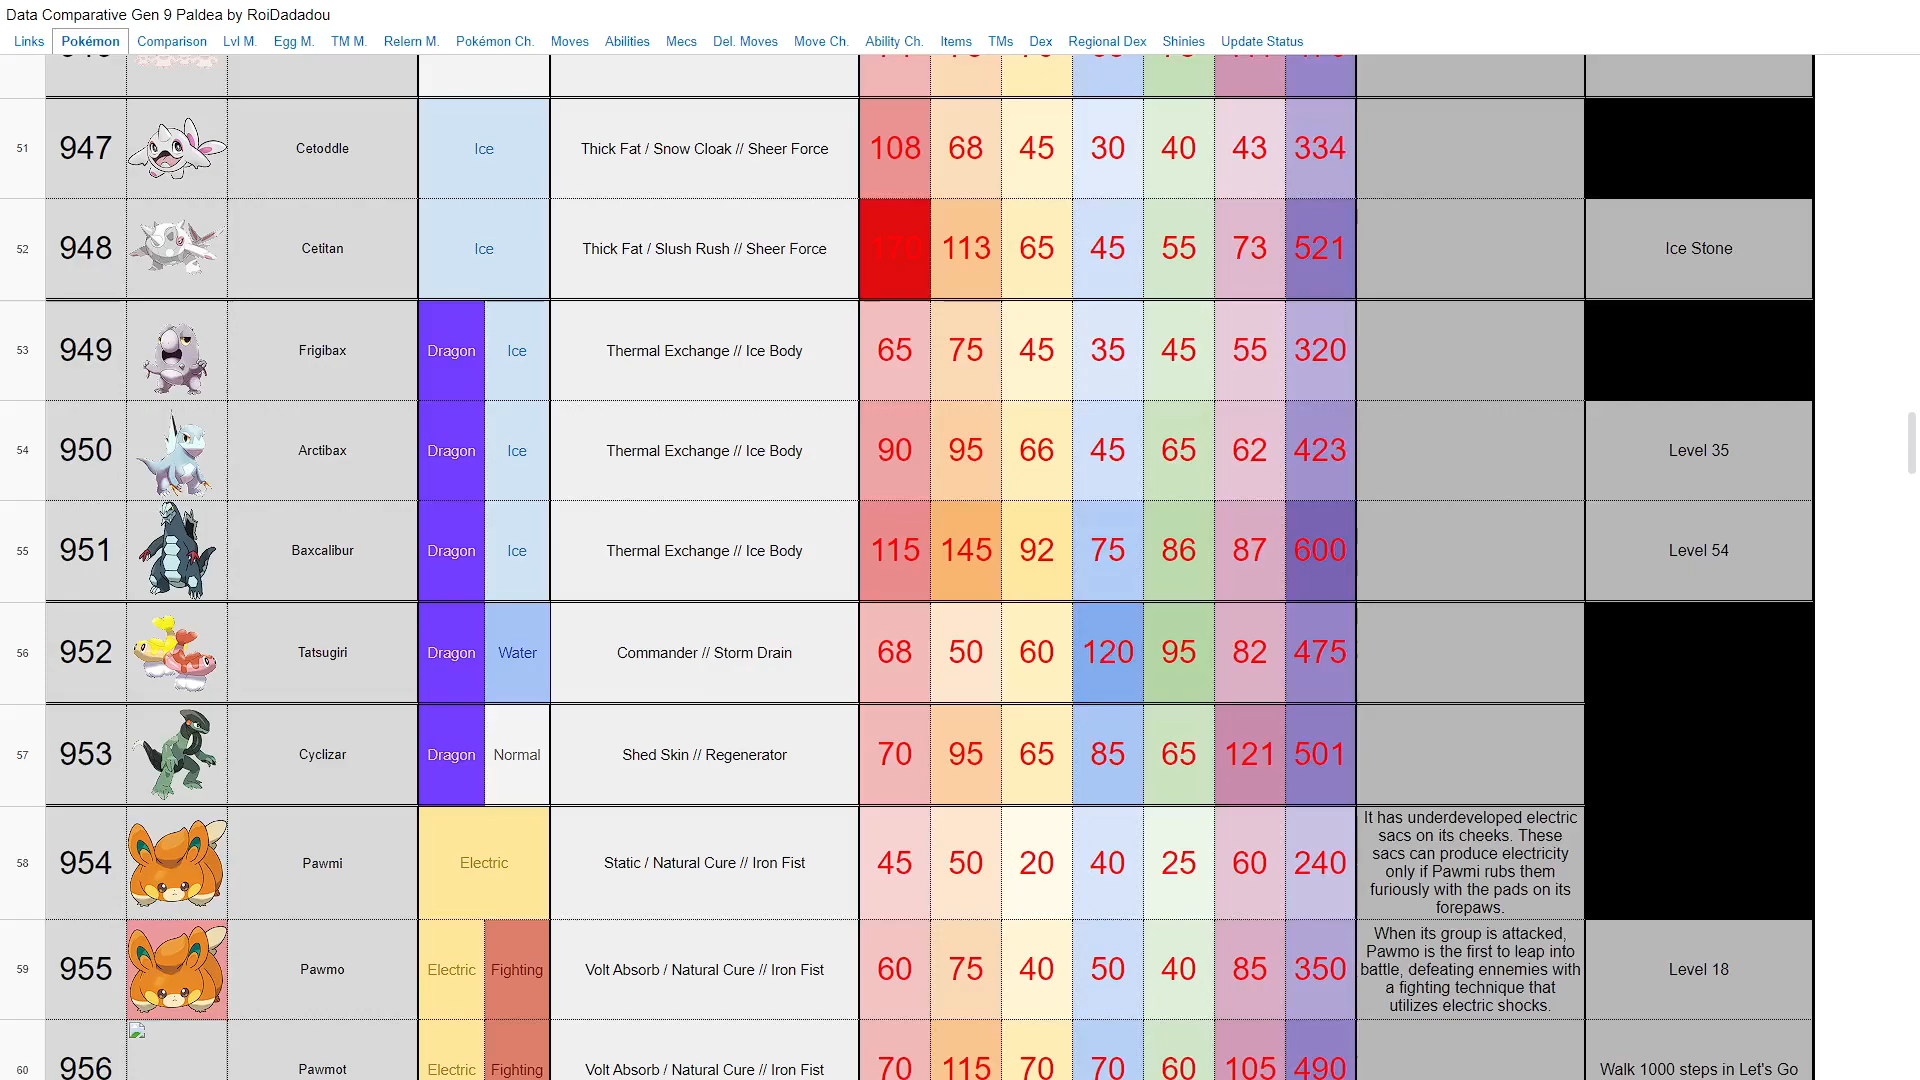 Data Comparative Gen 9 Paldea by RoiDadadou
Links Pokémon Comparison Lvl M. Egg M. TM M. Relern M. Pokémon Ch. Moves Abilities Mecs Del. Moves Move Ch. Ability Ch. Items TMs Dex Regional Dex Shinies Update Status
51 947 Cetoddle Ice Thick Fat / Snow Cloak // Sheer Force 108 68 45 30 40 43 334
52 948 Cetitan Ice Thick Fat / Slush Rush // Sheer Force 170 113 65 45 55 73 521 Ice Stone
53 949 Frigibax Dragon Ice Thermal Exchange // Ice Body 65 75 45 35 45 55 320
54 950 Arctibax Dragon Ice Thermal Exchange // Ice Body 90 95 66 45 65 62 423 Level 35
55 951 Baxcalibur Dragon Ice Thermal Exchange // Ice Body 115 145 92 75 86 87 600 Level 54
56 952 Tatsugiri Dragon Water Commander // Storm Drain 68 50 60 120 95 82 475
57 953 Cyclizar Dragon Normal Shed Skin // Regenerator 70 95 65 85 65 121 501
58 954 Pawmi Electric Static / Natural Cure // Iron Fist 45 50 20 40 25 60 240
It has underdeveloped electric
sacs on its cheeks. These
sacs can produce electricity
only if Pawmi rubs them
furiously with the pads on its
forepaws.
59 955 Pawmo Electric Fighting Volt Absorb / Natural Cure // Iron Fist 60 75 40 50 40 85 350
When its group is attacked,
Pawmo is the first to leap into
battle, defeating ennemies with
a fighting technique that
utilizes electric shocks.
Level 18
60 956 Pawmot Electric Fighting Volt Absorb / Natural Cure // Iron Fist 70 115 70 70 60 105 490 Walk 1000 steps in Let's Go